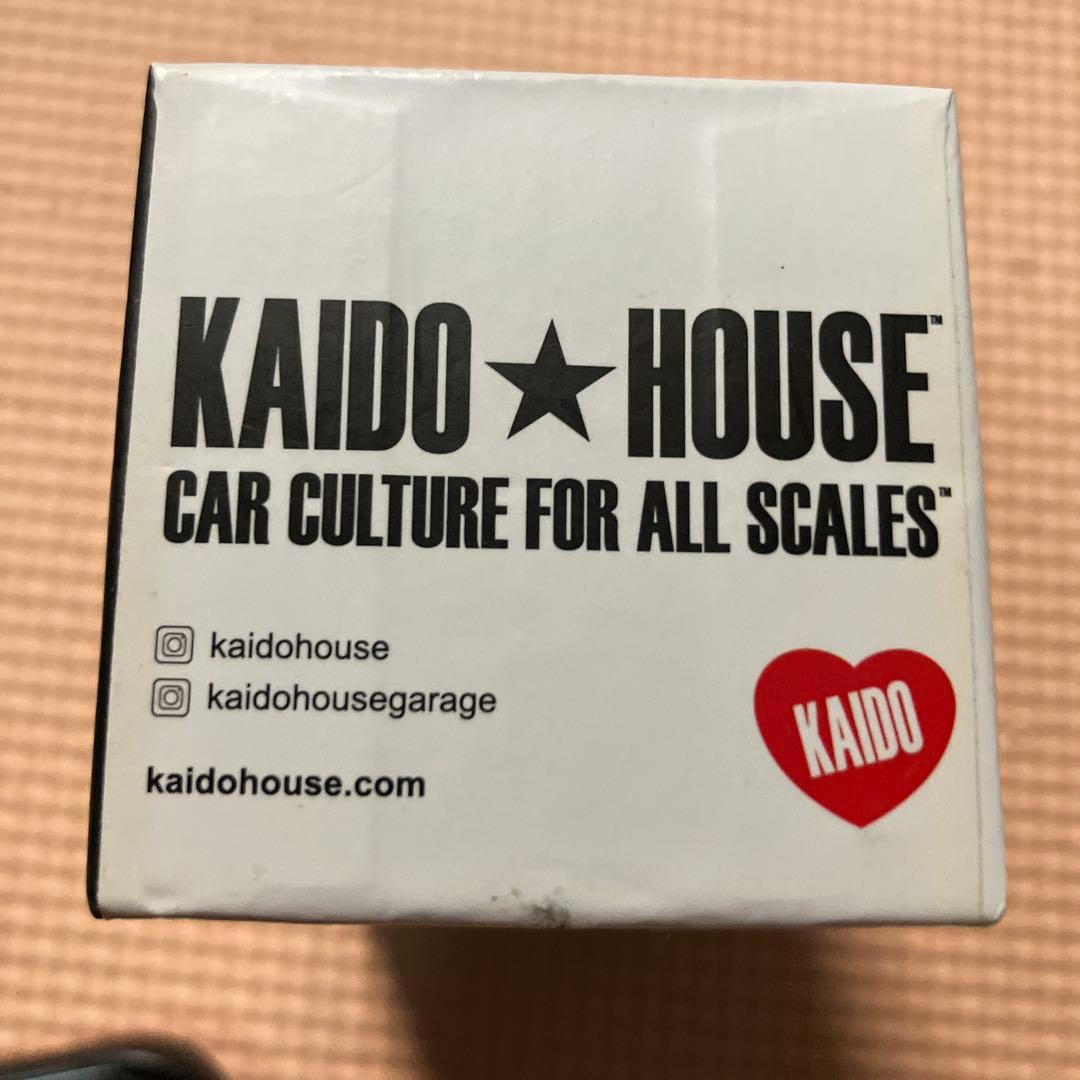 KAIDO★HOUSE™
CAR CULTURE FOR ALL SCALES™
kaidohouse
kaidohousegarage
kaidohouse.com
KAIDO